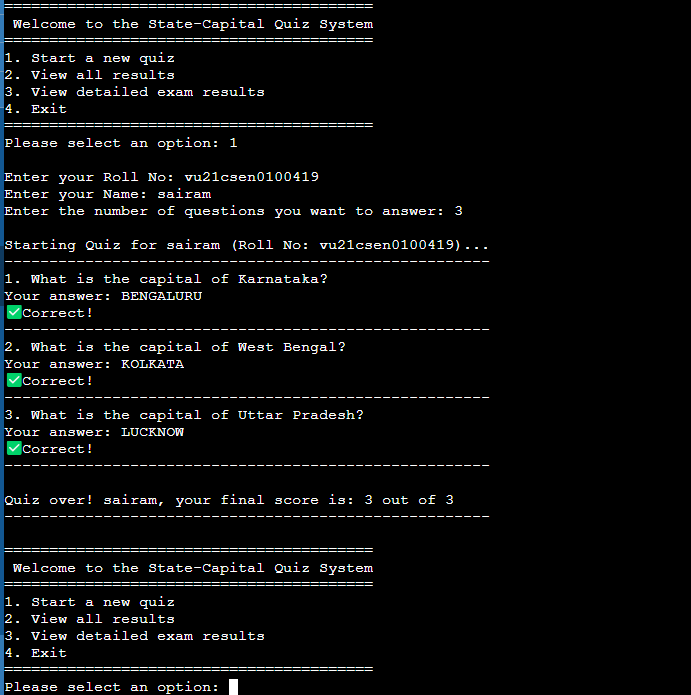 =========================================
Welcome to the State-Capital Quiz System
=========================================
1. Start a new quiz
2. View all results
3. View detailed exam results
4. Exit
=========================================
Please select an option: 1
Enter your Roll No: vu21csen0100419
Enter your Name: sairam
Enter the number of questions you want to answer: 3
Starting Quiz for sairam (Roll No: vu21csen0100419)...
------------------------------------------------------
1. What is the capital of Karnataka?
Your answer: BENGALURU
✅Correct!
------------------------------------------------------
2. What is the capital of West Bengal?
Your answer: KOLKATA
✅Correct!
------------------------------------------------------
3. What is the capital of Uttar Pradesh?
Your answer: LUCKNOW
✅Correct!
------------------------------------------------------
Quiz over! sairam, your final score is: 3 out of 3
------------------------------------------------------
=========================================
Welcome to the State-Capital Quiz System
=========================================
1. Start a new quiz
2. View all results
3. View detailed exam results
4. Exit
=========================================
Please select an option: